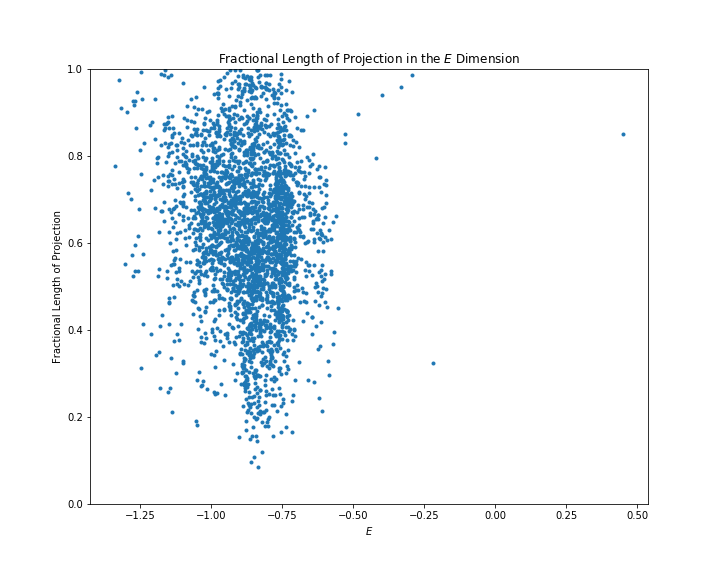 Fractional Length of Projection in the E Dimension
Fractional Length of Projection
1.0
0.8
0.6
0.4
0.2
0.0
−1.25 −1.00 −0.75 −0.50 −0.25 0.00 0.25 0.50
E